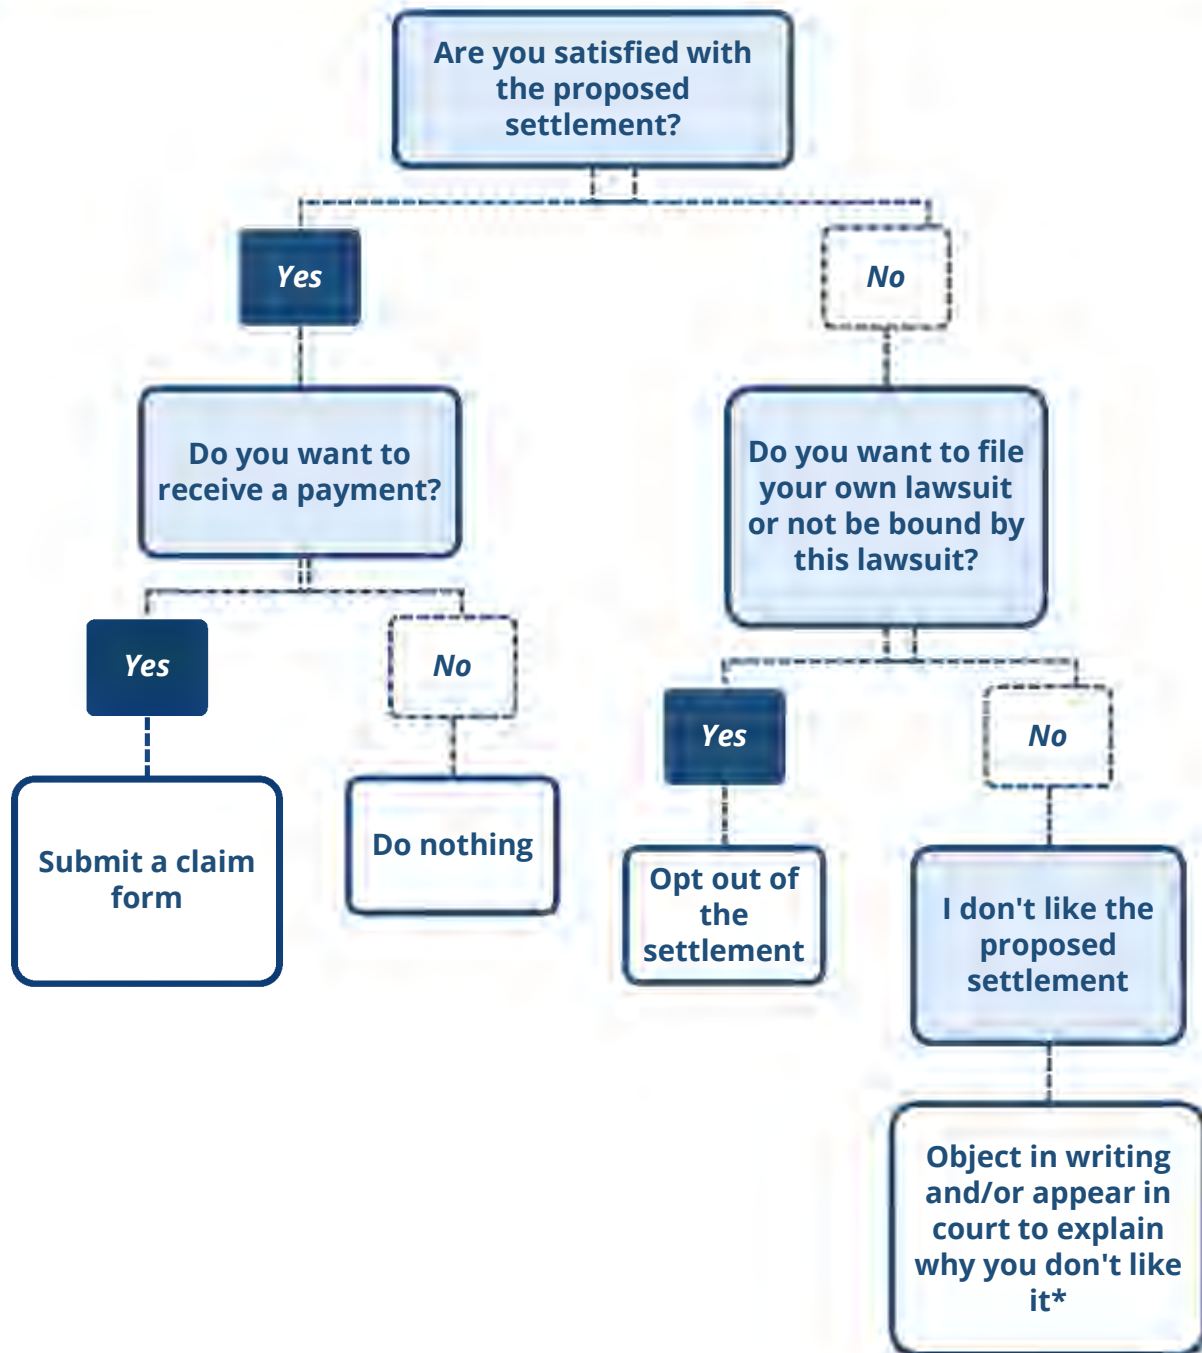 Are you satisfied with
the proposed
settlement?
Yes
No
Do you want to
receive a payment?
Do you want to file
your own lawsuit
or not be bound by
this lawsuit?
Yes
No
Yes
No
Submit a claim
form
Do nothing
Opt out of
the
settlement
I don't like the
proposed
settlement
Object in writing
and/or appear in
court to explain
why you don't like
it*